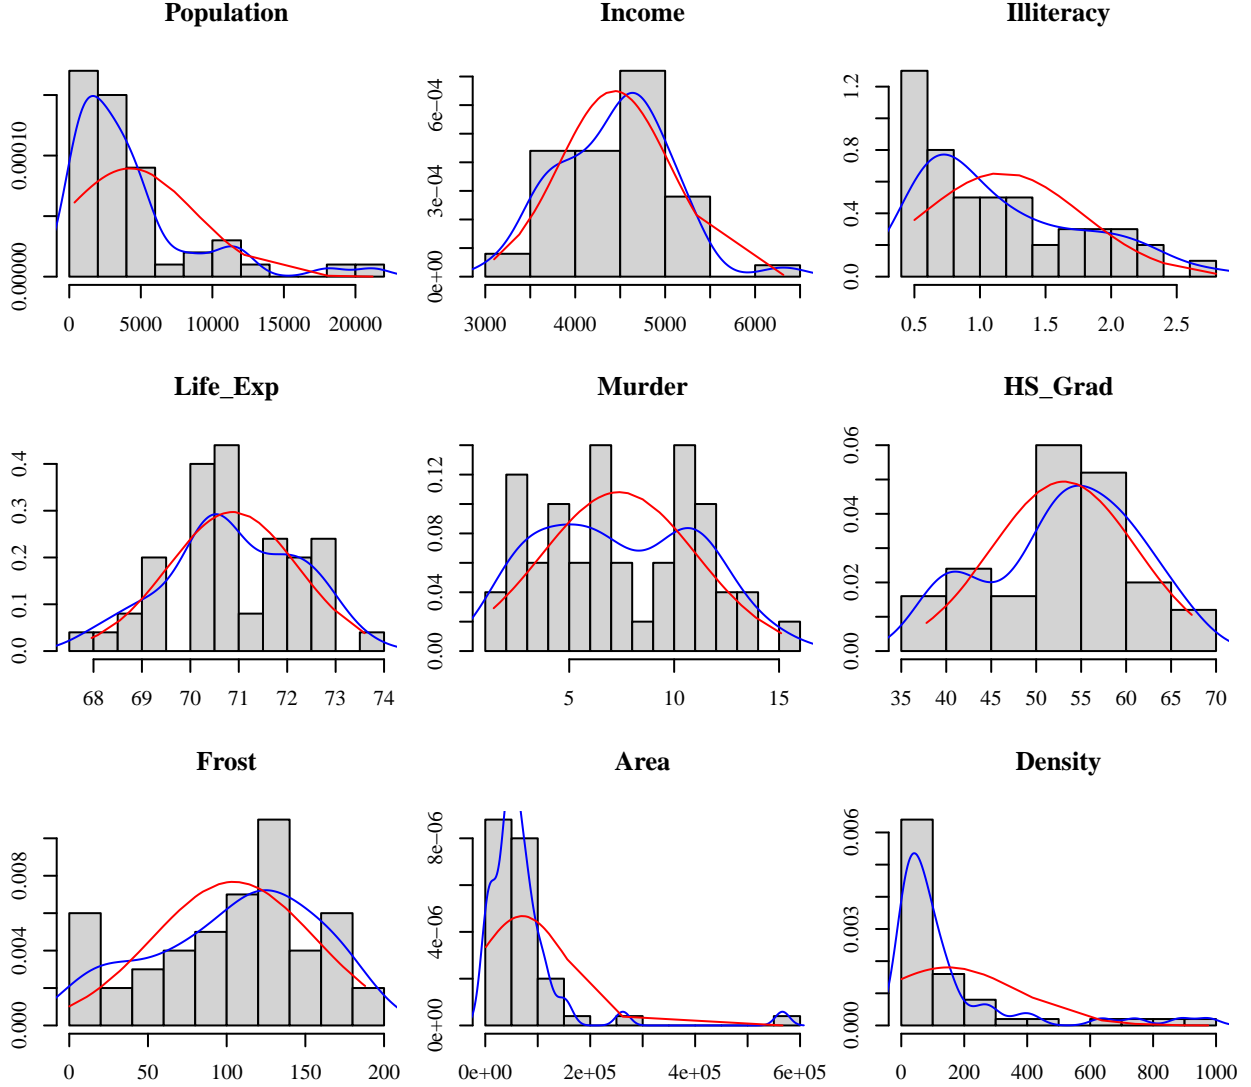 Population
0.00000 0.00010
0 5000 10000 15000 20000
Income
0e+00 3e−04 6e−04
3000 4000 5000 6000
Illiteracy
0.0 0.4 0.8 1.2
0.5 1.0 1.5 2.0 2.5
Life_Exp
0.0 0.1 0.2 0.3 0.4
68 69 70 71 72 73 74
Murder
0.00 0.04 0.08 0.12
5 10 15
HS_Grad
0.00 0.02 0.04 0.06
35 40 45 50 55 60 65 70
Frost
0.000 0.004 0.008
0 50 100 150 200
Area
0e+00 4e−06 8e−06
0e+00 2e+05 4e+05 6e+05
Density
0.000 0.003 0.006
0 200 400 600 800 1000